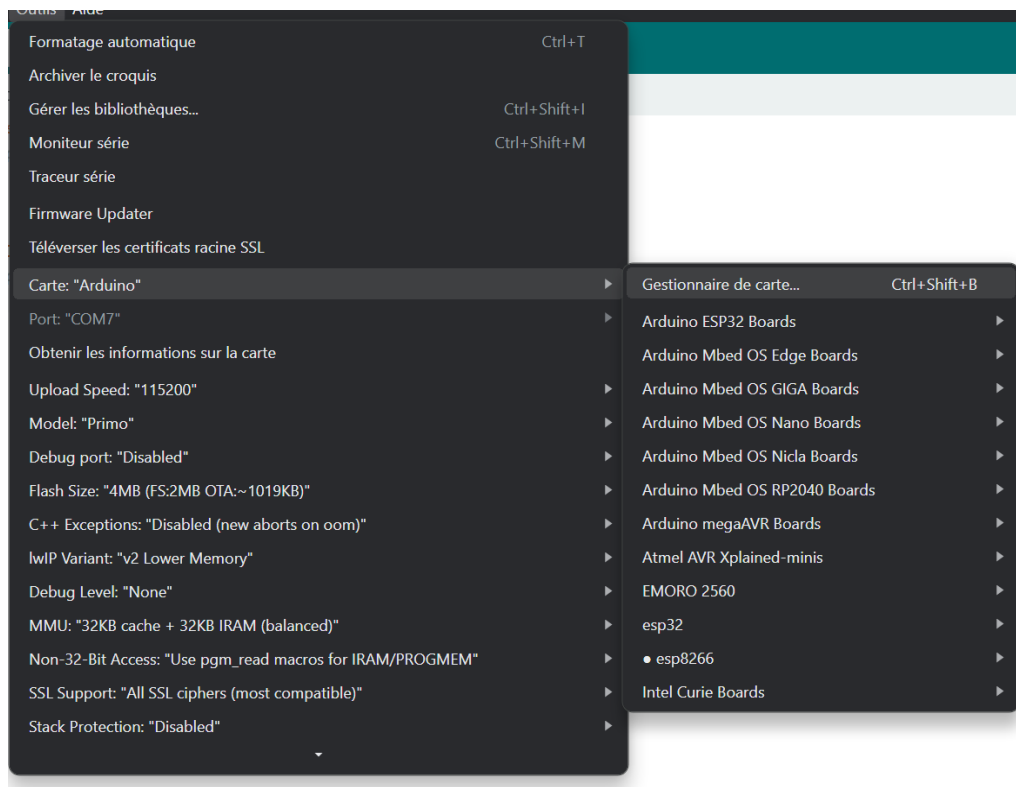 Outils Aide
Formatage automatique Ctrl+T
Archiver le croquis
Gérer les bibliothèques... Ctrl+Shift+I
Moniteur série Ctrl+Shift+M
Traceur série
Firmware Updater
Téléverser les certificats racine SSL
Carte: "Arduino"
Port: "COM7"
Obtenir les informations sur la carte
Upload Speed: "115200"
Model: "Primo"
Debug port: "Disabled"
Flash Size: "4MB (FS:2MB OTA:~1019KB)"
C++ Exceptions: "Disabled (new aborts on oom)"
lwIP Variant: "v2 Lower Memory"
Debug Level: "None"
MMU: "32KB cache + 32KB IRAM (balanced)"
Non-32-Bit Access: "Use pgm_read macros for IRAM/PROGMEM"
SSL Support: "All SSL ciphers (most compatible)"
Stack Protection: "Disabled"
Gestionnaire de carte... Ctrl+Shift+B
Arduino ESP32 Boards
Arduino Mbed OS Edge Boards
Arduino Mbed OS GIGA Boards
Arduino Mbed OS Nano Boards
Arduino Mbed OS Nicla Boards
Arduino Mbed OS RP2040 Boards
Arduino megaAVR Boards
Atmel AVR Xplained-minis
EMORO 2560
esp32
● esp8266
Intel Curie Boards